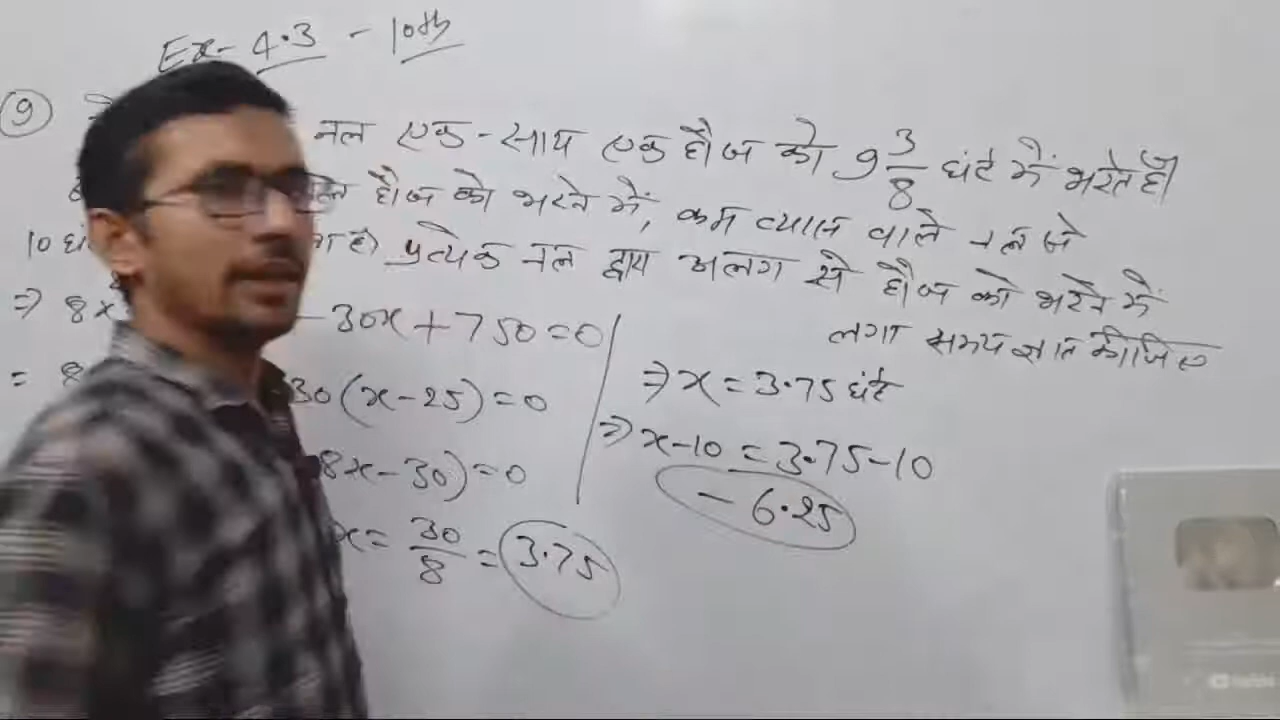 Ex- 4.3 - 10th
9 नल एक-साथ एक हौज को 9 3/8 घंटे में भरते हैं।
हौज को भरने में, कम व्यास वाले नल से
10 प्रत्येक नल द्वारा अलग से हौज को भरने में
लगा समय ज्ञात कीजिए
⇒ 8x - 30x + 750 = 0
= 8 30(x-25) = 0
8x - 30) = 0
x = 30/8 = 3.75
⇒ x = 3.75 घंटे
⇒ x-10 = 3.75-10
- 6.25